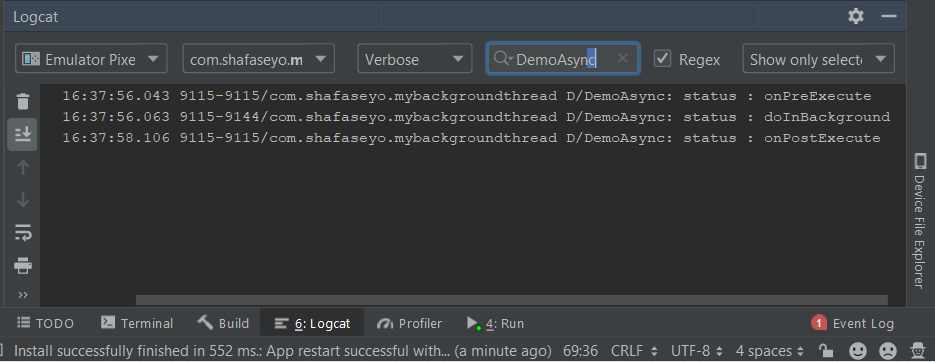 Logcat
Emulator Pixe com.shafaseyo.m Verbose DemoAsync Regex Show only selecte
16:37:56.043 9115-9115/com.shafaseyo.mybackgroundthread D/DemoAsync: status : onPreExecute
16:37:56.063 9115-9144/com.shafaseyo.mybackgroundthread D/DemoAsync: status : doInBackground
16:37:58.106 9115-9115/com.shafaseyo.mybackgroundthread D/DemoAsync: status : onPostExecute
Device File Explorer
TODO Terminal Build 6: Logcat Profiler 4: Run 1 Event Log
Install successfully finished in 552 ms.: App restart successful with... (a minute ago) 69:36 CRLF UTF-8 4 spaces